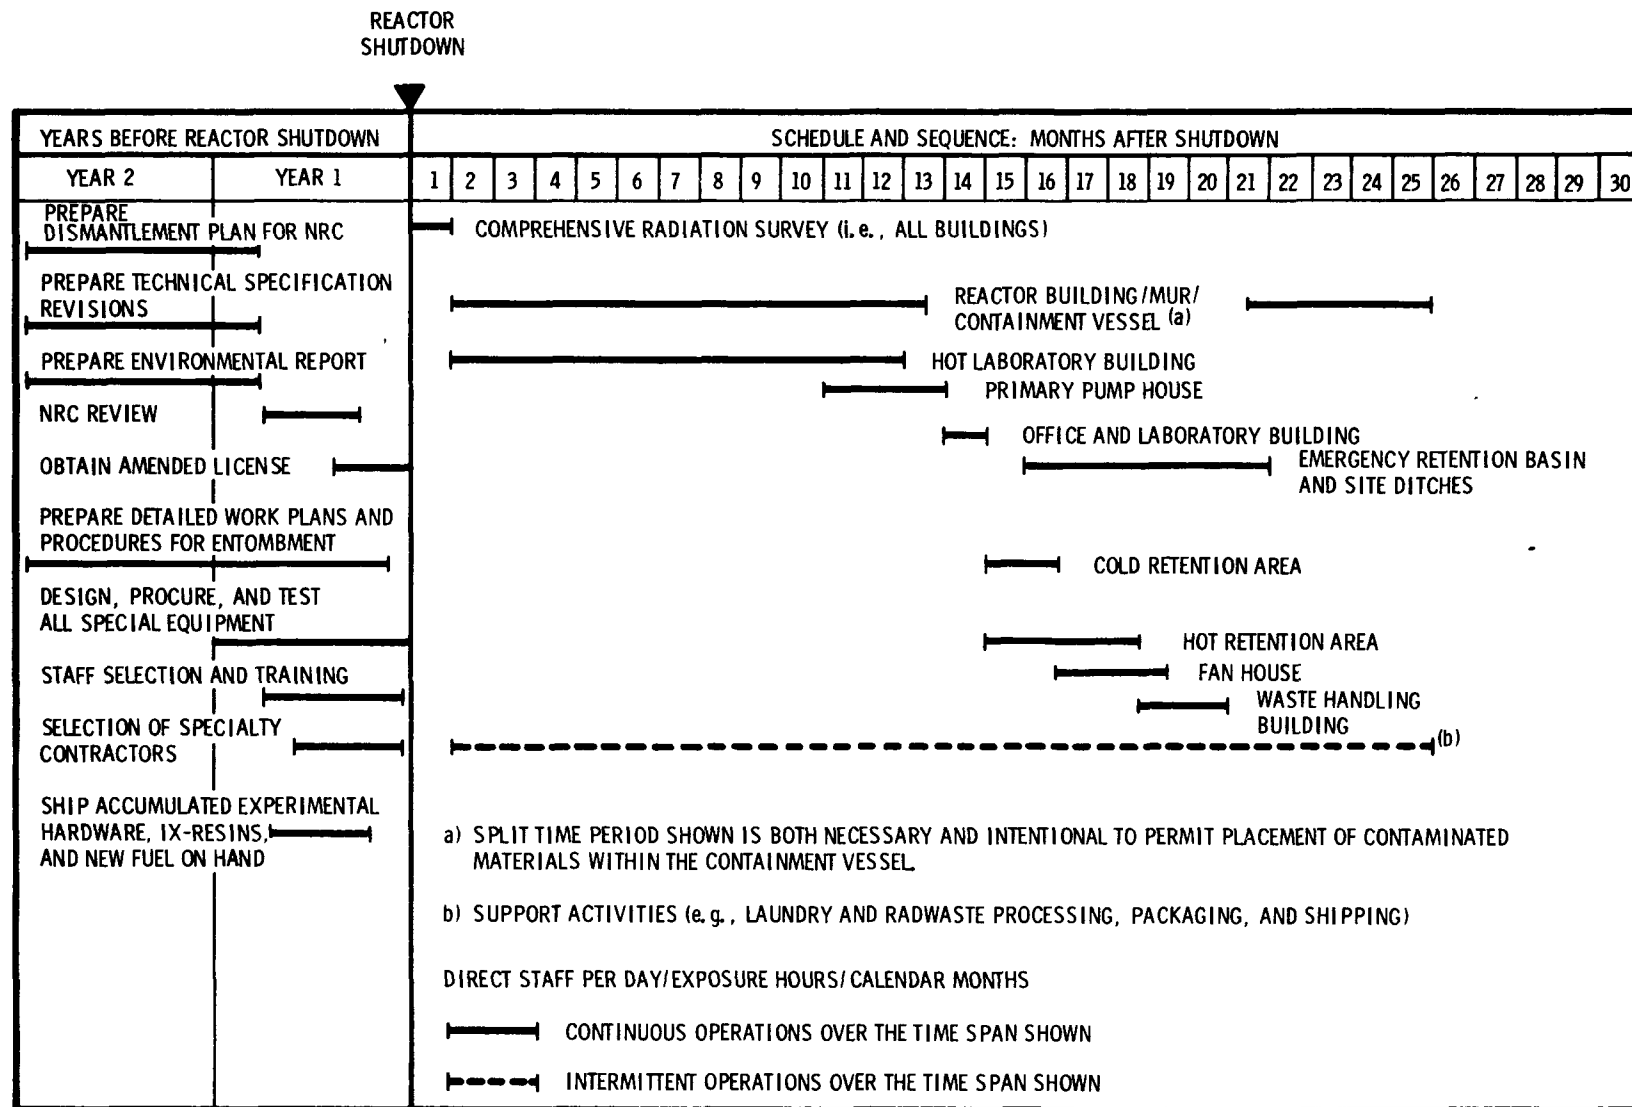 REACTOR
SHUTDOWN
YEARS BEFORE REACTOR SHUTDOWN
SCHEDULE AND SEQUENCE: MONTHS AFTER SHUTDOWN
YEAR 2 YEAR 1 1 2 3 4 5 6 7 8 9 10 11 12 13 14 15 16 17 18 19 20 21 22 23 24 25 26 27 28 29 30
PREPARE
DISMANTLEMENT PLAN FOR NRC
PREPARE TECHNICAL SPECIFICATION
REVISIONS
PREPARE ENVIRONMENTAL REPORT
NRC REVIEW
OBTAIN AMENDED LICENSE
PREPARE DETAILED WORK PLANS AND
PROCEDURES FOR ENTOMBMENT
DESIGN, PROCURE, AND TEST
ALL SPECIAL EQUIPMENT
STAFF SELECTION AND TRAINING
SELECTION OF SPECIALTY
CONTRACTORS
SHIP ACCUMULATED EXPERIMENTAL
HARDWARE, IX-RESINS,
AND NEW FUEL ON HAND
COMPREHENSIVE RADIATION SURVEY (i.e., ALL BUILDINGS)
REACTOR BUILDING/MUR/
CONTAINMENT VESSEL (a)
HOT LABORATORY BUILDING
PRIMARY PUMP HOUSE
OFFICE AND LABORATORY BUILDING
EMERGENCY RETENTION BASIN
AND SITE DITCHES
COLD RETENTION AREA
HOT RETENTION AREA
FAN HOUSE
WASTE HANDLING
BUILDING
(b)
a) SPLIT TIME PERIOD SHOWN IS BOTH NECESSARY AND INTENTIONAL TO PERMIT PLACEMENT OF CONTAMINATED
MATERIALS WITHIN THE CONTAINMENT VESSEL.
b) SUPPORT ACTIVITIES (e.g., LAUNDRY AND RADWASTE PROCESSING, PACKAGING, AND SHIPPING)
DIRECT STAFF PER DAY/EXPOSURE HOURS/CALENDAR MONTHS
CONTINUOUS OPERATIONS OVER THE TIME SPAN SHOWN
INTERMITTENT OPERATIONS OVER THE TIME SPAN SHOWN